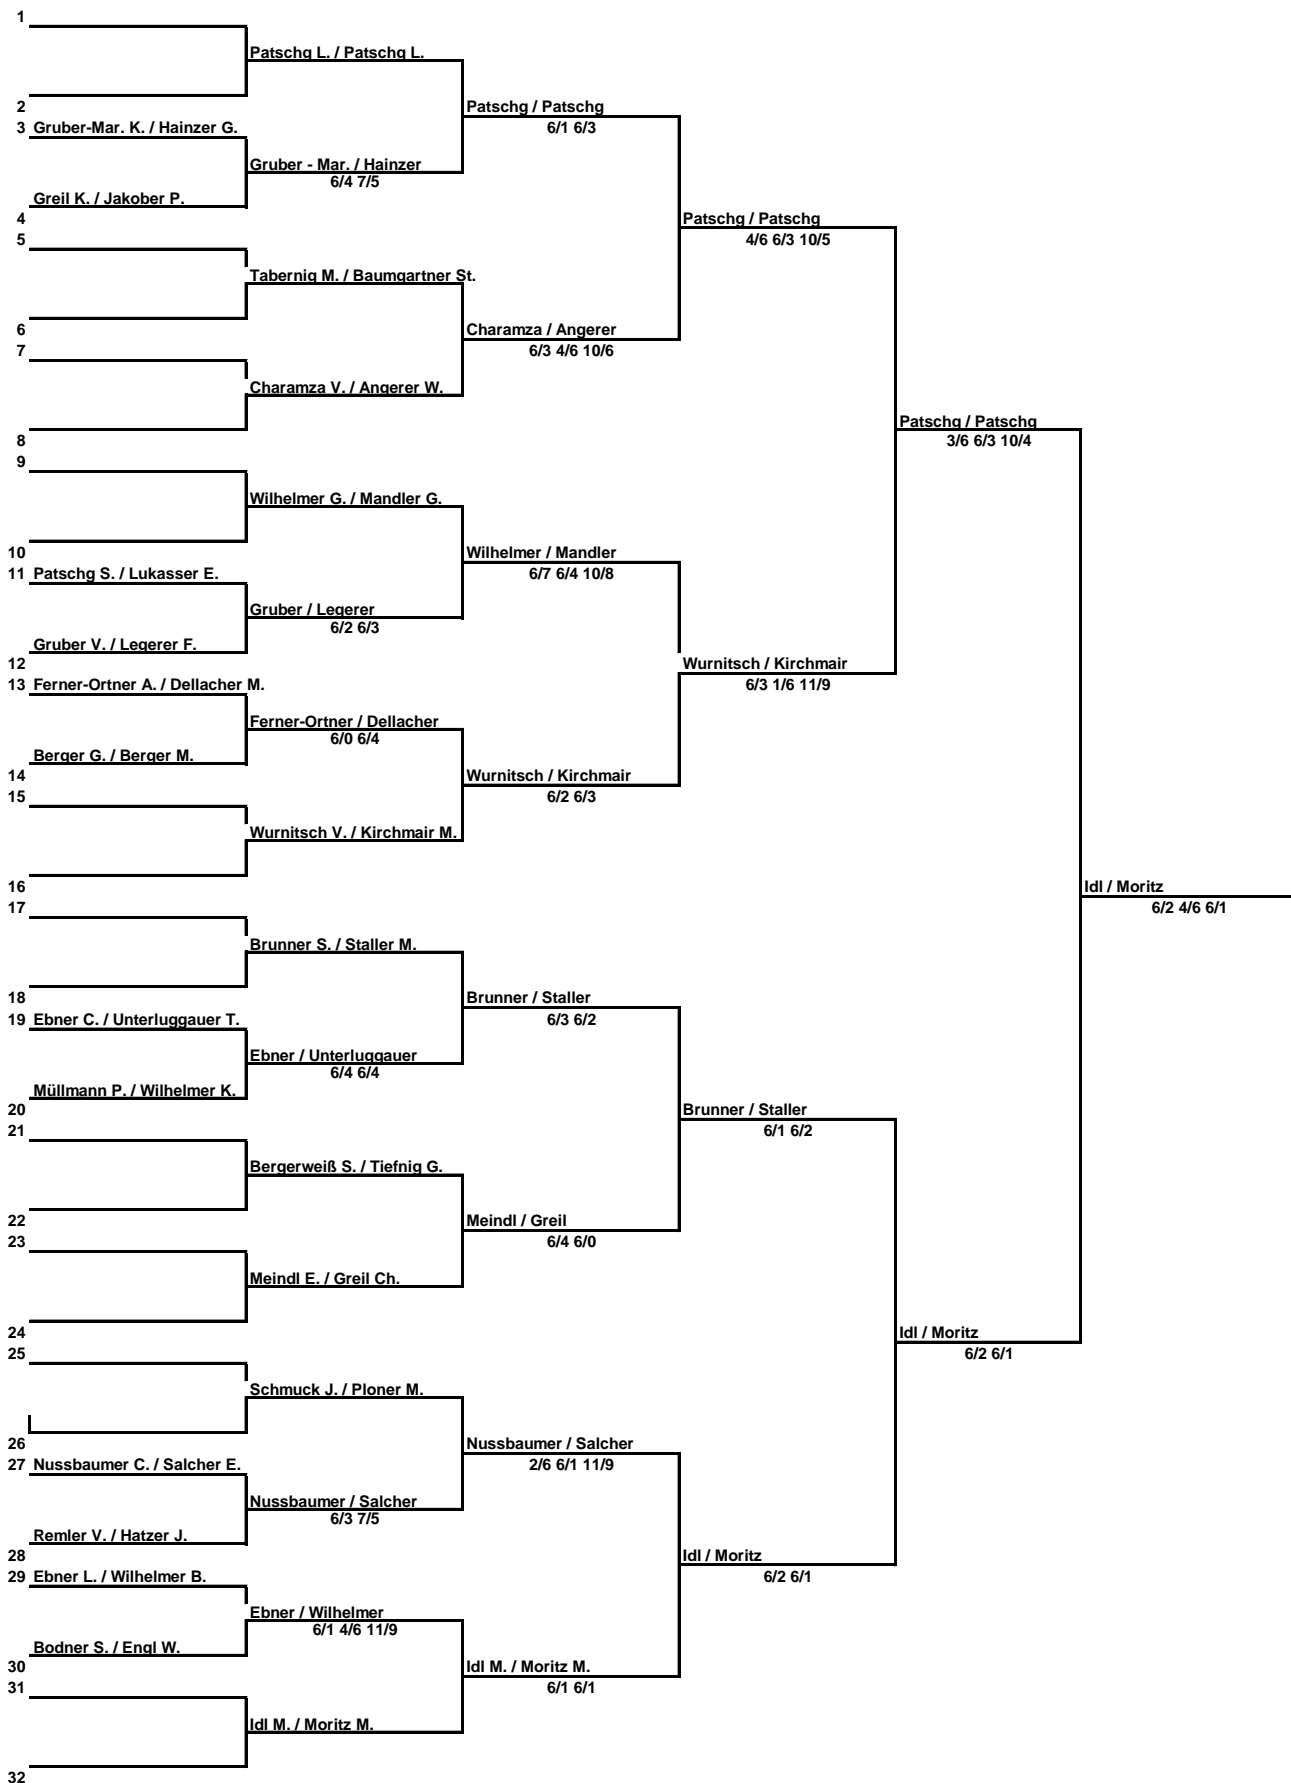 1
Patschg L. / Patschg L.
2
Patschg / Patschg
3 Gruber-Mar. K. / Hainzer G.
6/1 6/3
Gruber - Mar. / Hainzer
6/4 7/5
Greil K. / Jakober P.
4
Patschg / Patschg
5
4/6 6/3 10/5
Tabernig M. / Baumgartner St.
6
Charamza / Angerer
7
6/3 4/6 10/6
Charamza V. / Angerer W.
Patschg / Patschg
8
3/6 6/3 10/4
9
Wilhelmer G. / Mandler G.
10
Wilhelmer / Mandler
11 Patschg S. / Lukasser E.
6/7 6/4 10/8
Gruber / Legerer
6/2 6/3
Gruber V. / Legerer F.
12
Wurnitsch / Kirchmair
13 Ferner-Ortner A. / Dellacher M.
6/3 1/6 11/9
Ferner-Ortner / Dellacher
6/0 6/4
Berger G. / Berger M.
14
Wurnitsch / Kirchmair
15
6/2 6/3
Wurnitsch V. / Kirchmair M.
16
Idl / Moritz
17
6/2 4/6 6/1
Brunner S. / Staller M.
18
Brunner / Staller
19 Ebner C. / Unterluggauer T.
6/3 6/2
Ebner / Unterluggauer
6/4 6/4
Müllmann P. / Wilhelmer K.
20
Brunner / Staller
21
6/1 6/2
Bergerweiß S. / Tiefnig G.
22
Meindl / Greil
23
6/4 6/0
Meindl E. / Greil Ch.
24
Idl / Moritz
25
6/2 6/1
Schmuck J. / Ploner M.
26
Nussbaumer / Salcher
27 Nussbaumer C. / Salcher E.
2/6 6/1 11/9
Nussbaumer / Salcher
6/3 7/5
Remler V. / Hatzer J.
28
Idl / Moritz
29 Ebner L. / Wilhelmer B.
6/2 6/1
Ebner / Wilhelmer
6/1 4/6 11/9
Bodner S. / Engl W.
30
Idl M. / Moritz M.
31
6/1 6/1
Idl M. / Moritz M.
32